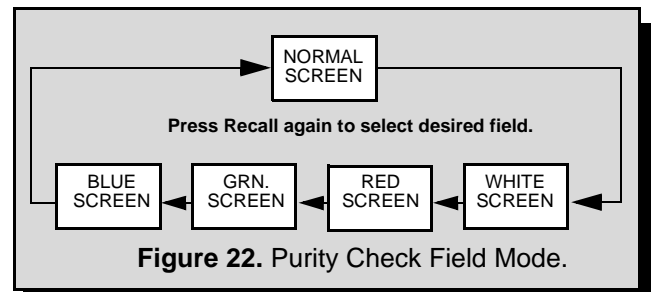 NORMAL
SCREEN
Press Recall again to select desired field.
BLUE
SCREEN
GRN.
SCREEN
RED
SCREEN
WHITE
SCREEN
Figure 22. Purity Check Field Mode.